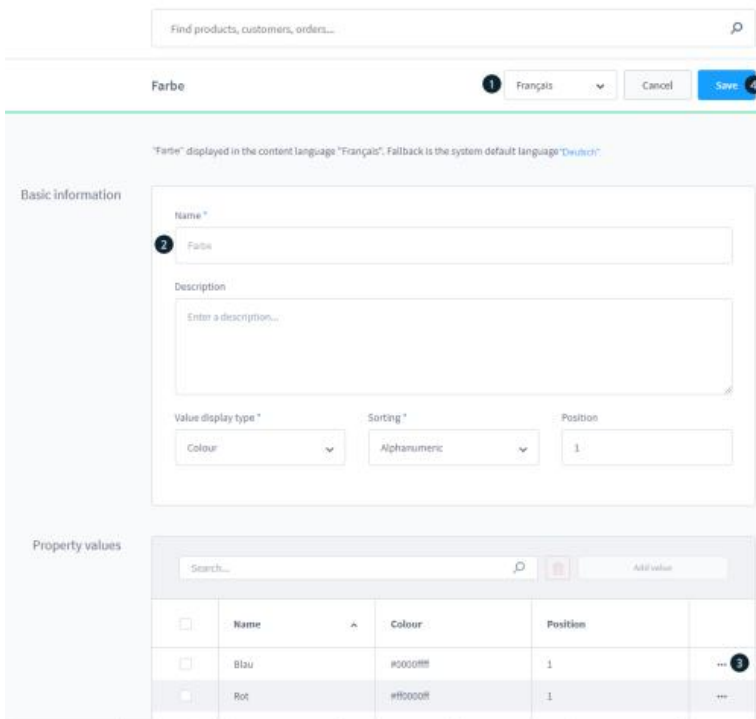 Find products, customers, orders...
Farbe 1 Français Cancel Save 4
"Farbe" displayed in the content language "Français". Fallback is the system default language "Deutsch"
Basic information
Name *
2 Farbe
Description
Enter a description...
Value display type * Sorting * Position
Colour Alphanumeric 1
Property values
Search... Add value
Name Colour Position
Blau #0000ffff 1 ... 3
Rot #ff0000ff 1 ...